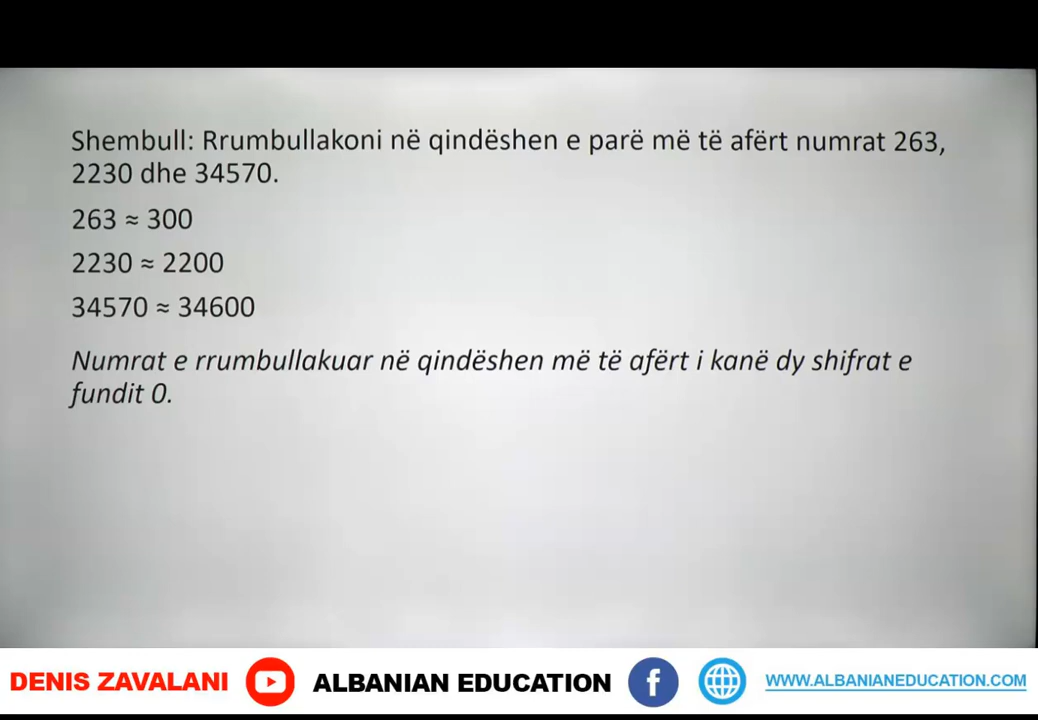 Shembull: Rrumbullakoni në qindëshen e parë më të afërt numrat 263,
2230 dhe 34570.
263 ≈ 300
2230 ≈ 2200
34570 ≈ 34600
Numrat e rrumbullakuar në qindëshen më të afërt i kanë dy shifrat e
fundit 0.
DENIS ZAVALANI ALBANIAN EDUCATION WWW.ALBANIANEDUCATION.COM